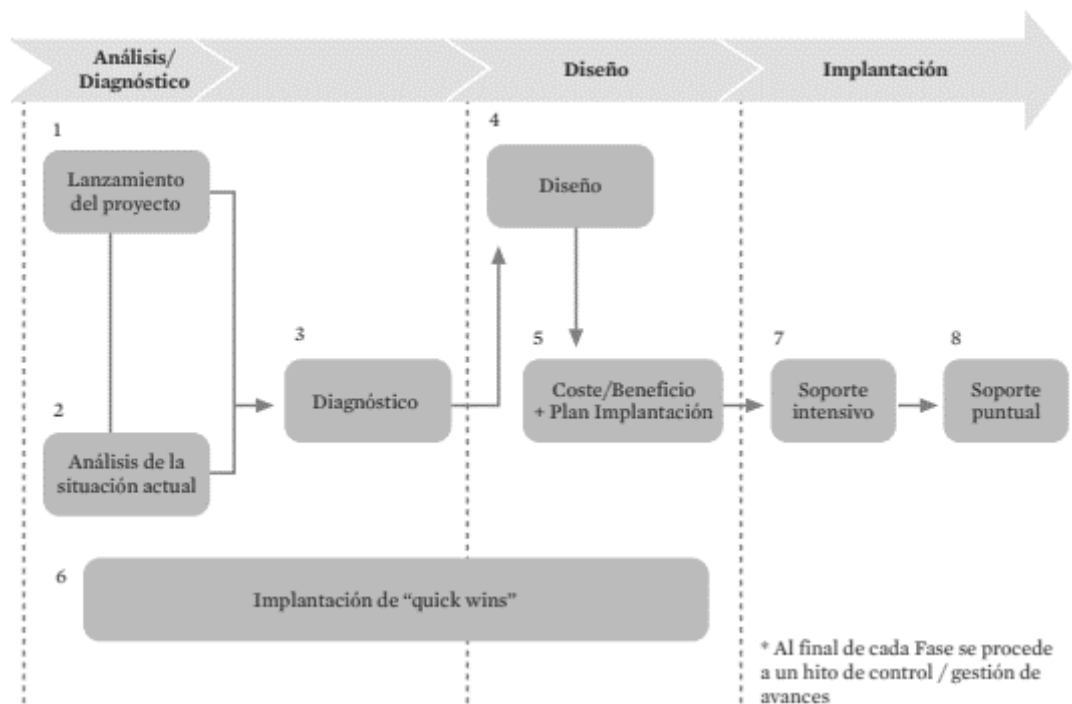 Análisis/
Diagnóstico
Diseño
Implantación
1
Lanzamiento
del proyecto
4
Diseño
3
Diagnóstico
5
Coste/Beneficio
+ Plan Implantación
7
Soporte
intensivo
8
Soporte
puntual
2
Análisis de la
situación actual
6
Implantación de “quick wins”
* Al final de cada Fase se procede
a un hito de control / gestión de
avances